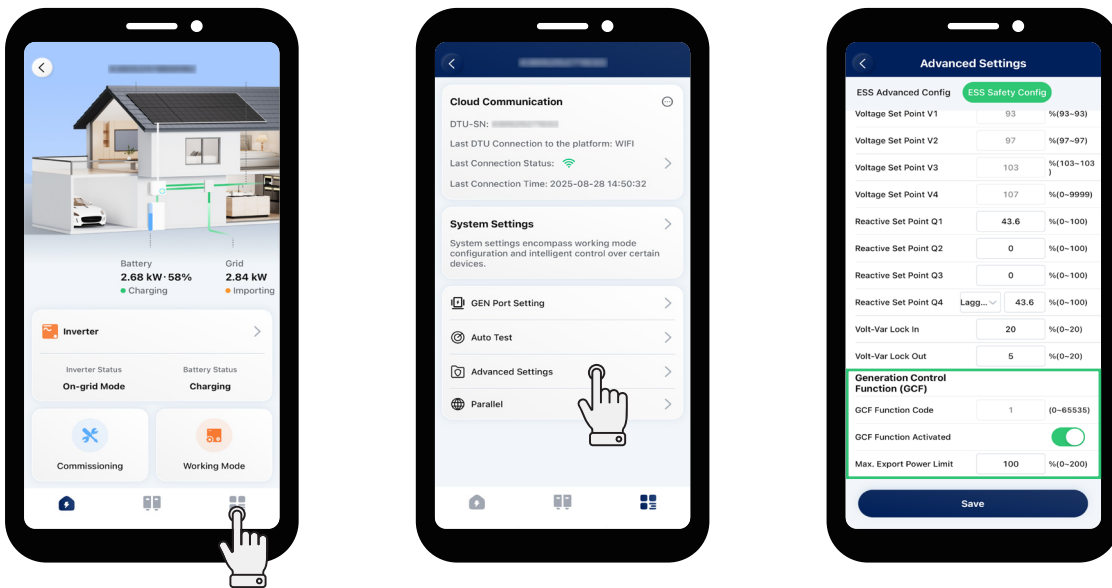 Battery
2.68 kW·58%
Charging
Grid
2.84 kW
Importing
Inverter
Inverter Status
On-grid Mode
Battery Status
Charging
Commissioning
Working Mode
Cloud Communication
DTU-SN:
Last DTU Connection to the platform: WIFI
Last Connection Status:
Last Connection Time: 2025-08-28 14:50:32
System Settings
System settings encompass working mode
configuration and intelligent control over certain
devices.
GEN Port Setting
Auto Test
Advanced Settings
Parallel
Advanced Settings
ESS Advanced Config
ESS Safety Config
Voltage Set Point V1 93 %(93~93)
Voltage Set Point V2 97 %(97~97)
Voltage Set Point V3 103 %(103~103
)
Voltage Set Point V4 107 %(0~9999)
Reactive Set Point Q1 43.6 %(0~100)
Reactive Set Point Q2 0 %(0~100)
Reactive Set Point Q3 0 %(0~100)
Reactive Set Point Q4 Lagg... 43.6 %(0~100)
Volt-Var Lock In 20 %(0~20)
Volt-Var Lock Out 5 %(0~20)
Generation Control
Function (GCF)
GCF Function Code 1 (0~65535)
GCF Function Activated
Max. Export Power Limit 100 %(0~200)
Save